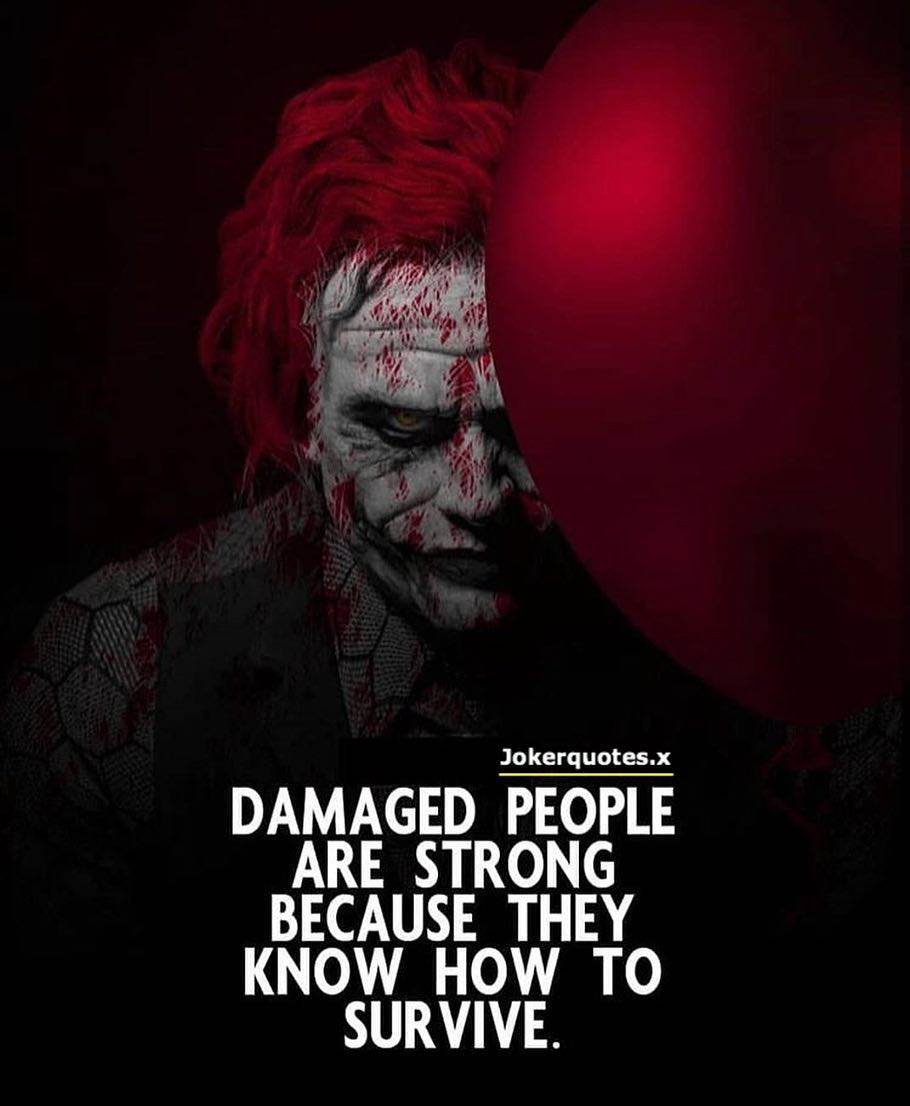 Jokerquotes.x
DAMAGED PEOPLE
ARE STRONG
BECAUSE THEY
KNOW HOW TO
SURVIVE.